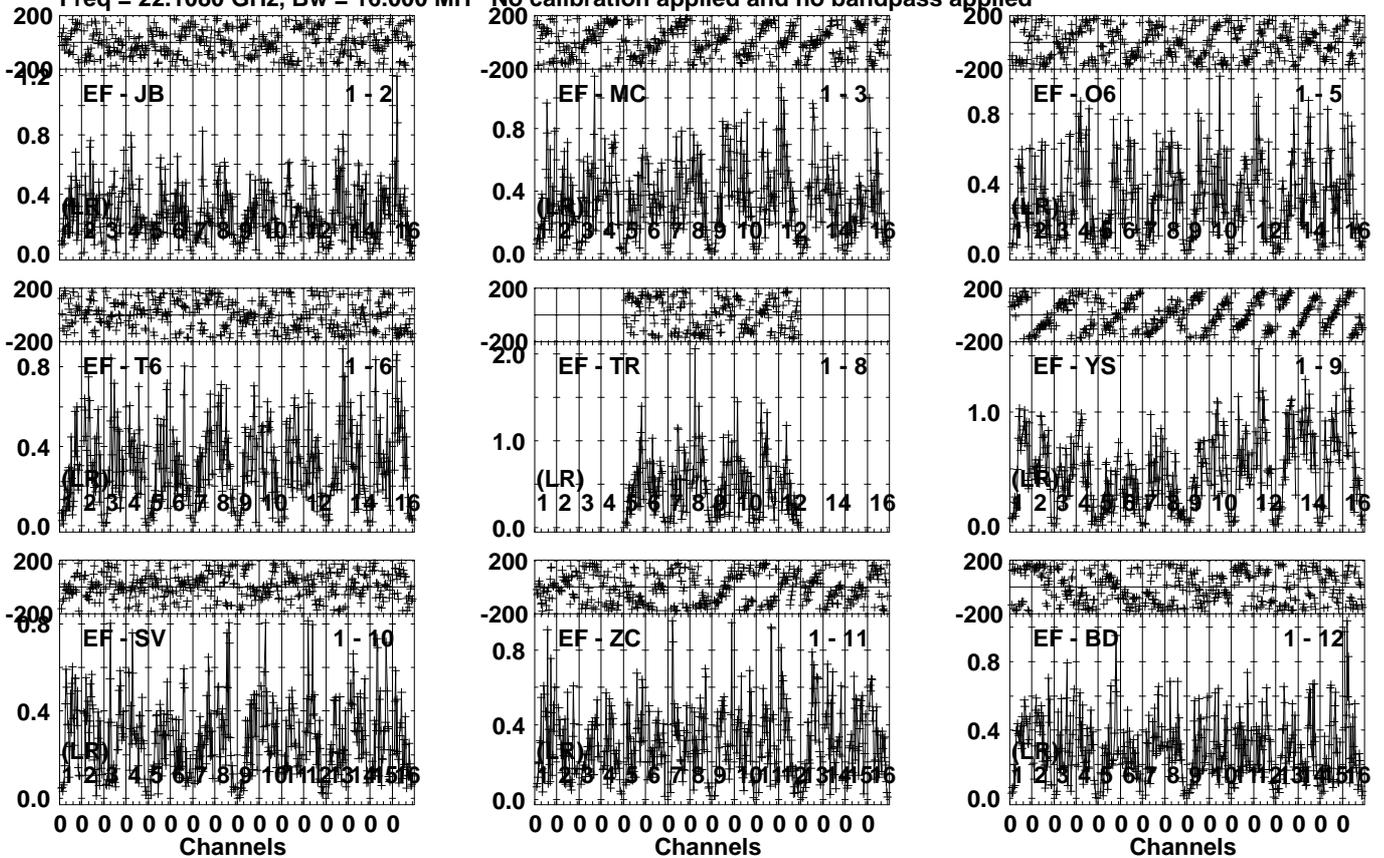 Freq = 22.1080 GHz, Bw = 16.000 MH No calibration applied and no bandpass applied
200 200 200
-200 -200 -200
1.2
EF - JB 1 - 2 EF - MC 1 - 3 EF - O6 1 - 5
0.8 0.8 0.8
0.4 0.4 0.4
(LR) (LR) (LR)
1 2 3 4 5 6 7 8 9 10 12 14 16 1 2 3 4 5 6 7 8 9 10 12 14 16 1 2 3 4 5 6 7 8 9 10 12 14 16
0.0 0.0 0.0
200 200 200
-200 -200 -200
2.0
EF - T6 1 - 6 EF - TR 1 - 8 EF - YS 1 - 9
0.8 1.0 1.0
0.4
(LR) (LR) (LR)
1 2 3 4 5 6 7 8 9 10 12 14 16 1 2 3 4 5 6 7 8 9 10 12 14 16 1 2 3 4 5 6 7 8 9 10 12 14 16
0.0 0.0 0.0
200 200 200
-200 -200 -200
0.8
EF - SV 1 - 10 EF - ZC 1 - 11 EF - BD 1 - 12
0.8 0.8
0.4 0.4 0.4
(LR) (LR) (LR)
1 2 3 4 5 6 7 8 9 10 11 12 13 14 15 16 1 2 3 4 5 6 7 8 9 10 11 12 13 14 15 16 1 2 3 4 5 6 7 8 9 10 11 12 13 14 15 16
0.0 0.0 0.0
0 0 0 0 0 0 0 0 0 0 0 0 0 0 0 0 0 0 0 0 0 0 0 0 0 0 0 0 0 0 0 0 0 0 0 0 0 0 0 0 0 0 0 0 0 0 0 0
Channels Channels Channels